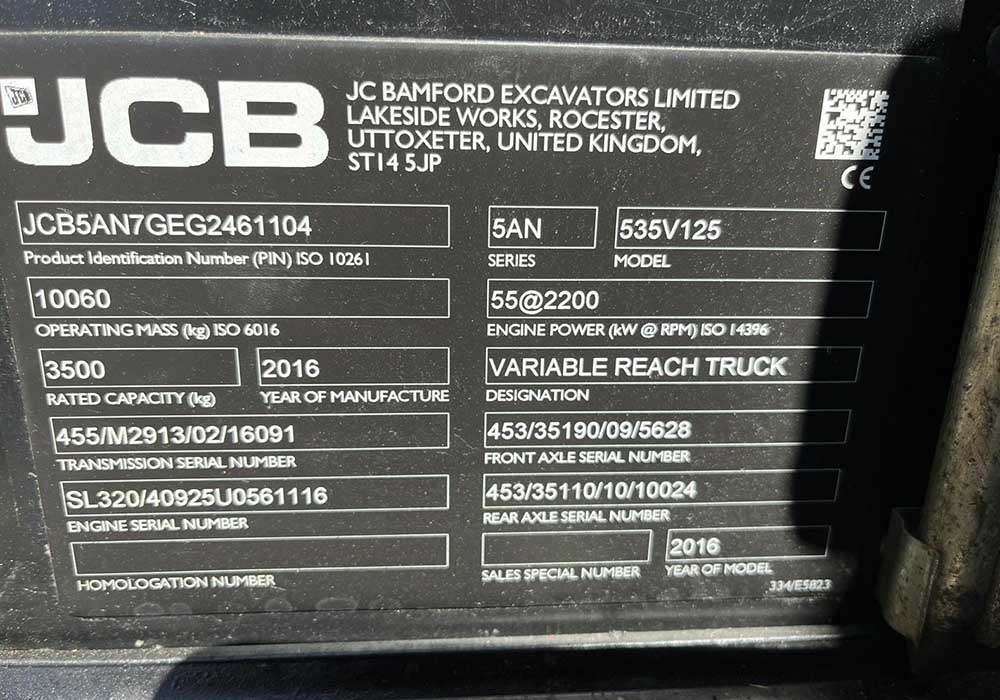 JCB
JC BAMFORD EXCAVATORS LIMITED
LAKESIDE WORKS, ROCESTER,
UTTOXETER, UNITED KINGDOM,
ST14 5JP
CE
JCB5AN7GEG2461104
Product Identification Number (PIN) ISO 10261
5AN
SERIES
535V125
MODEL
10060
OPERATING MASS (kg) ISO 6016
55@2200
ENGINE POWER (kW @ RPM) ISO 14396
3500
RATED CAPACITY (kg)
2016
YEAR OF MANUFACTURE
VARIABLE REACH TRUCK
DESIGNATION
455/M2913/02/16091
TRANSMISSION SERIAL NUMBER
453/35190/09/5628
FRONT AXLE SERIAL NUMBER
SL320/40925U0561116
ENGINE SERIAL NUMBER
453/35110/10/10024
REAR AXLE SERIAL NUMBER
HOMOLOGATION NUMBER
SALES SPECIAL NUMBER
2016
YEAR OF MODEL
334/E5823